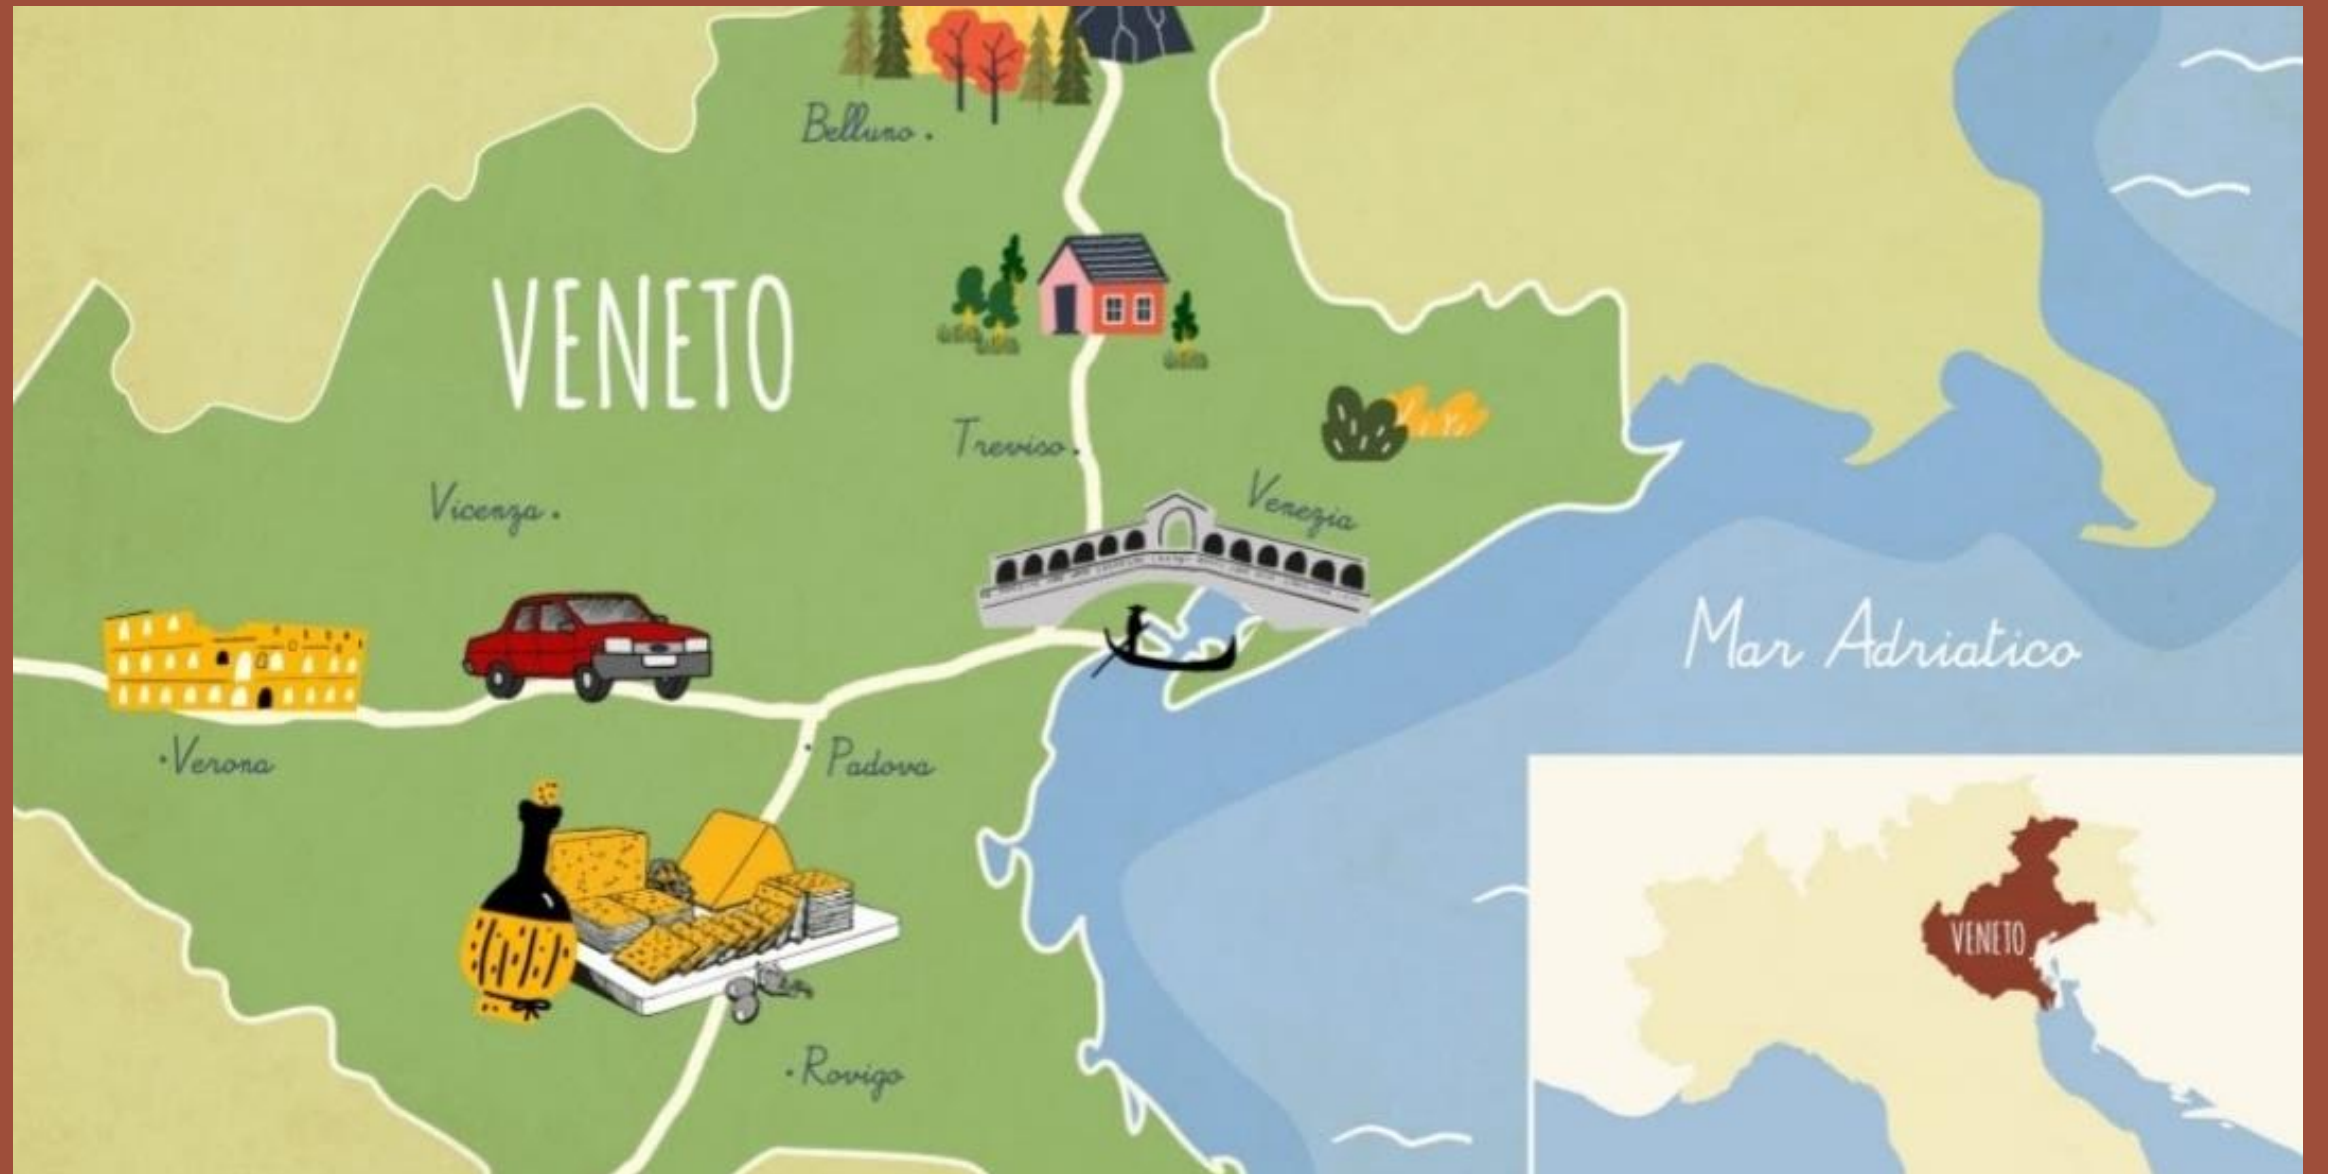 Belluno
VENETO
Treviso
Vicenza
Venezia
Mar Adriatico
Verona
Padova
VENETO
Rovigo